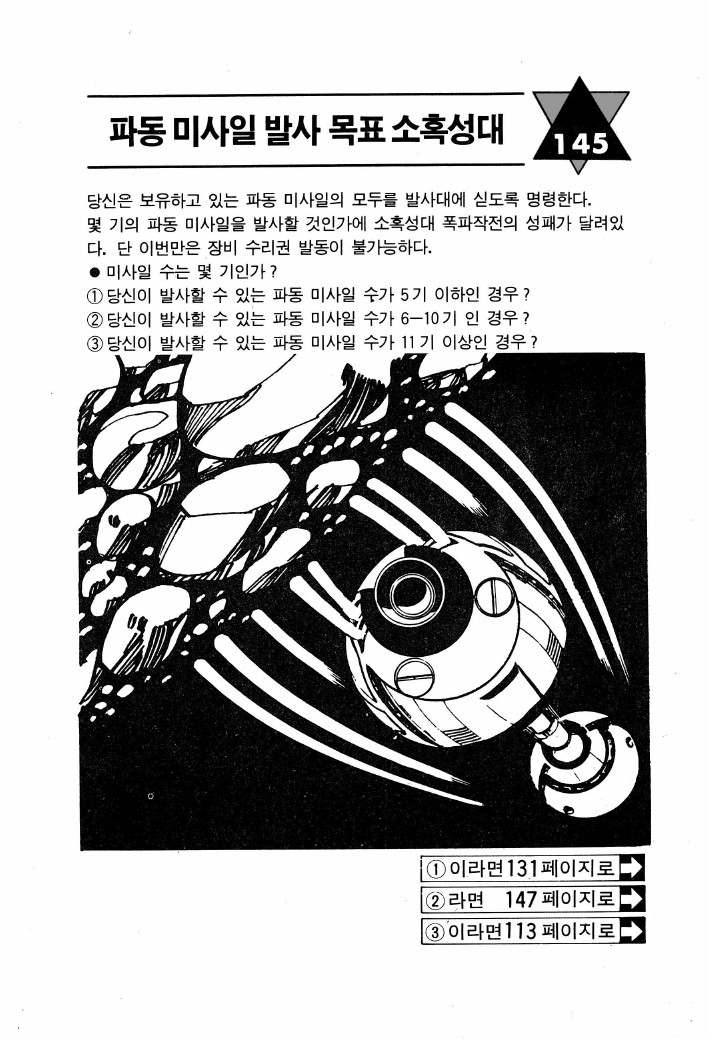 파동 미사일 발사 목표 소혹성대
145
당신은 보유하고 있는 파동 미사일의 모두를 발사대에 싣도록 명령한다.
몇 기의 파동 미사일을 발사할 것인가에 소혹성대 폭파작전의 성패가 달려있
다. 단 이번만은 장비 수리권 발동이 불가능하다.
● 미사일 수는 몇 기인가?
① 당신이 발사할 수 있는 파동 미사일 수가 5기 이하인 경우?
② 당신이 발사할 수 있는 파동 미사일 수가 6—10기 인 경우?
③ 당신이 발사할 수 있는 파동 미사일 수가 11기 이상인 경우?
① 이라면 131 페이지로
② 라면 147 페이지로
③ 이라면 113 페이지로